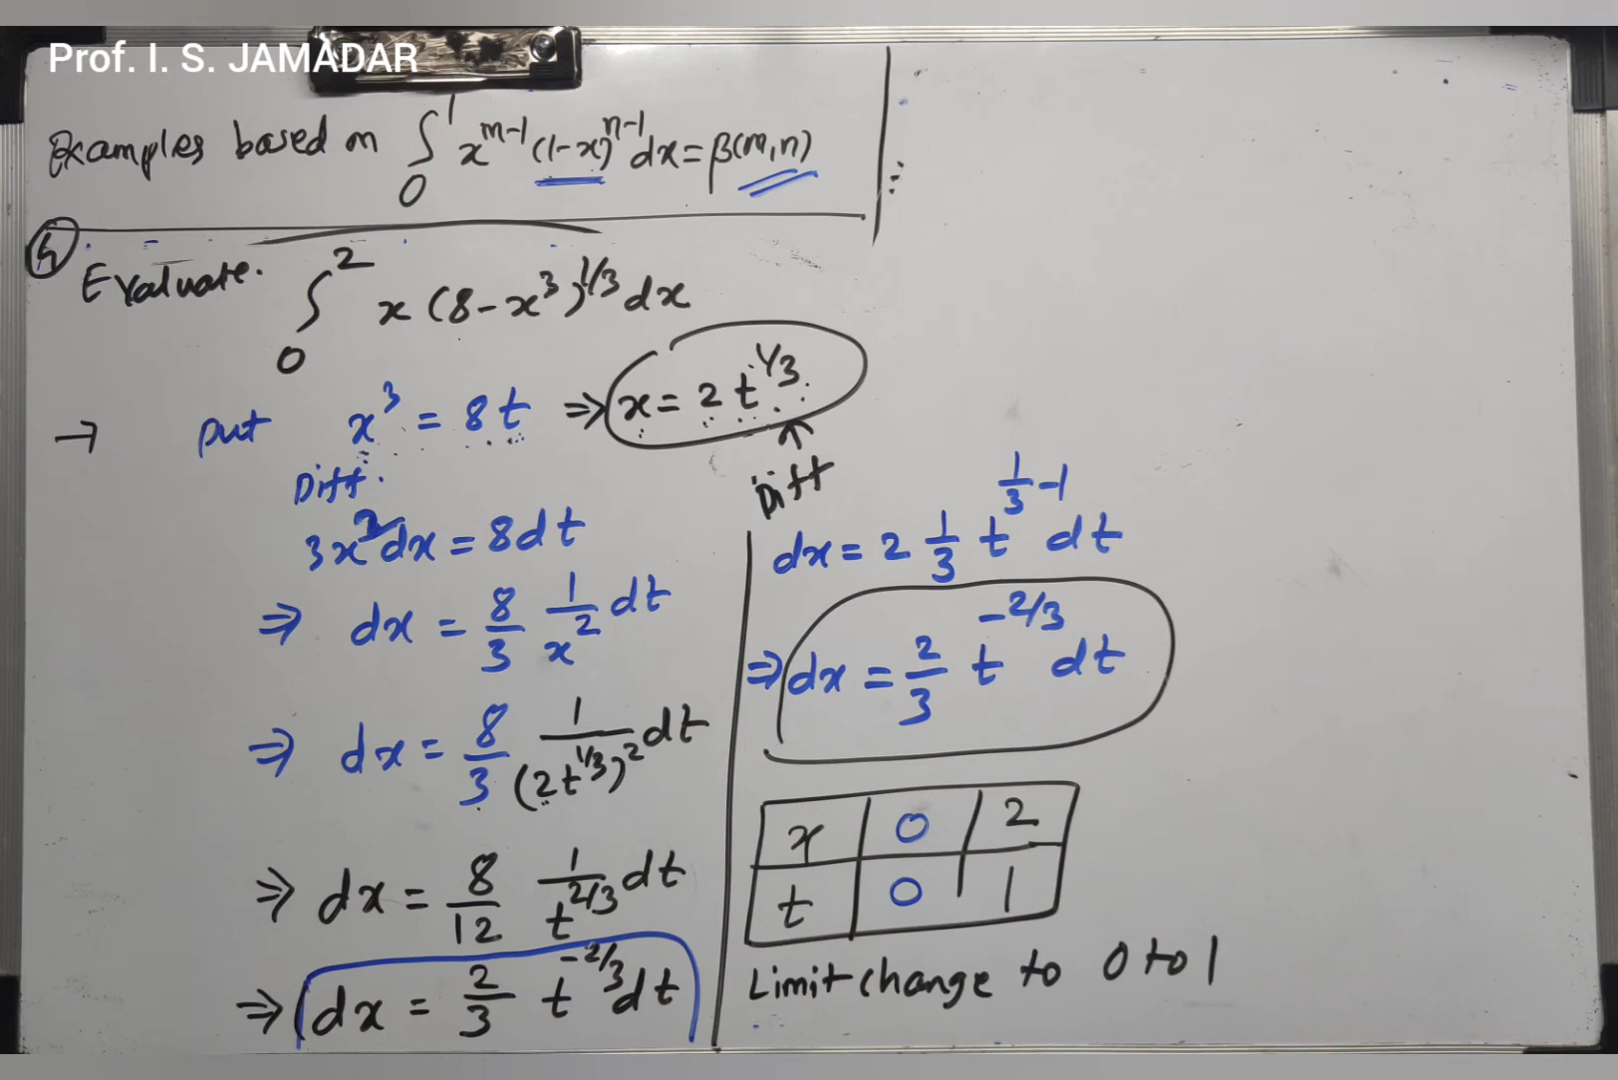 Prof. I. S. JAMADAR
Examples based on ∫₀¹ x^{m-1} (1-x)^{n-1} dx = β(m,n)
④
Evaluate. ∫₀² x (8-x³)^{1/3} dx
→ put x³ = 8t ⇒ x = 2 t^{1/3}
Diff.
3x² dx = 8dt
⇒ dx = 8/3 1/x² dt
⇒ dx = 8/3 1/(2t^{1/3})² dt
⇒ dx = 8/12 1/t^{2/3} dt
⇒ dx = 2/3 t^{-2/3} dt
↑
Diff
dx = 2 1/3 t^{1/3 -1} dt
⇒ dx = 2/3 t^{-2/3} dt
x | 0 | 2
t | 0 | 1
Limit change to 0 to 1